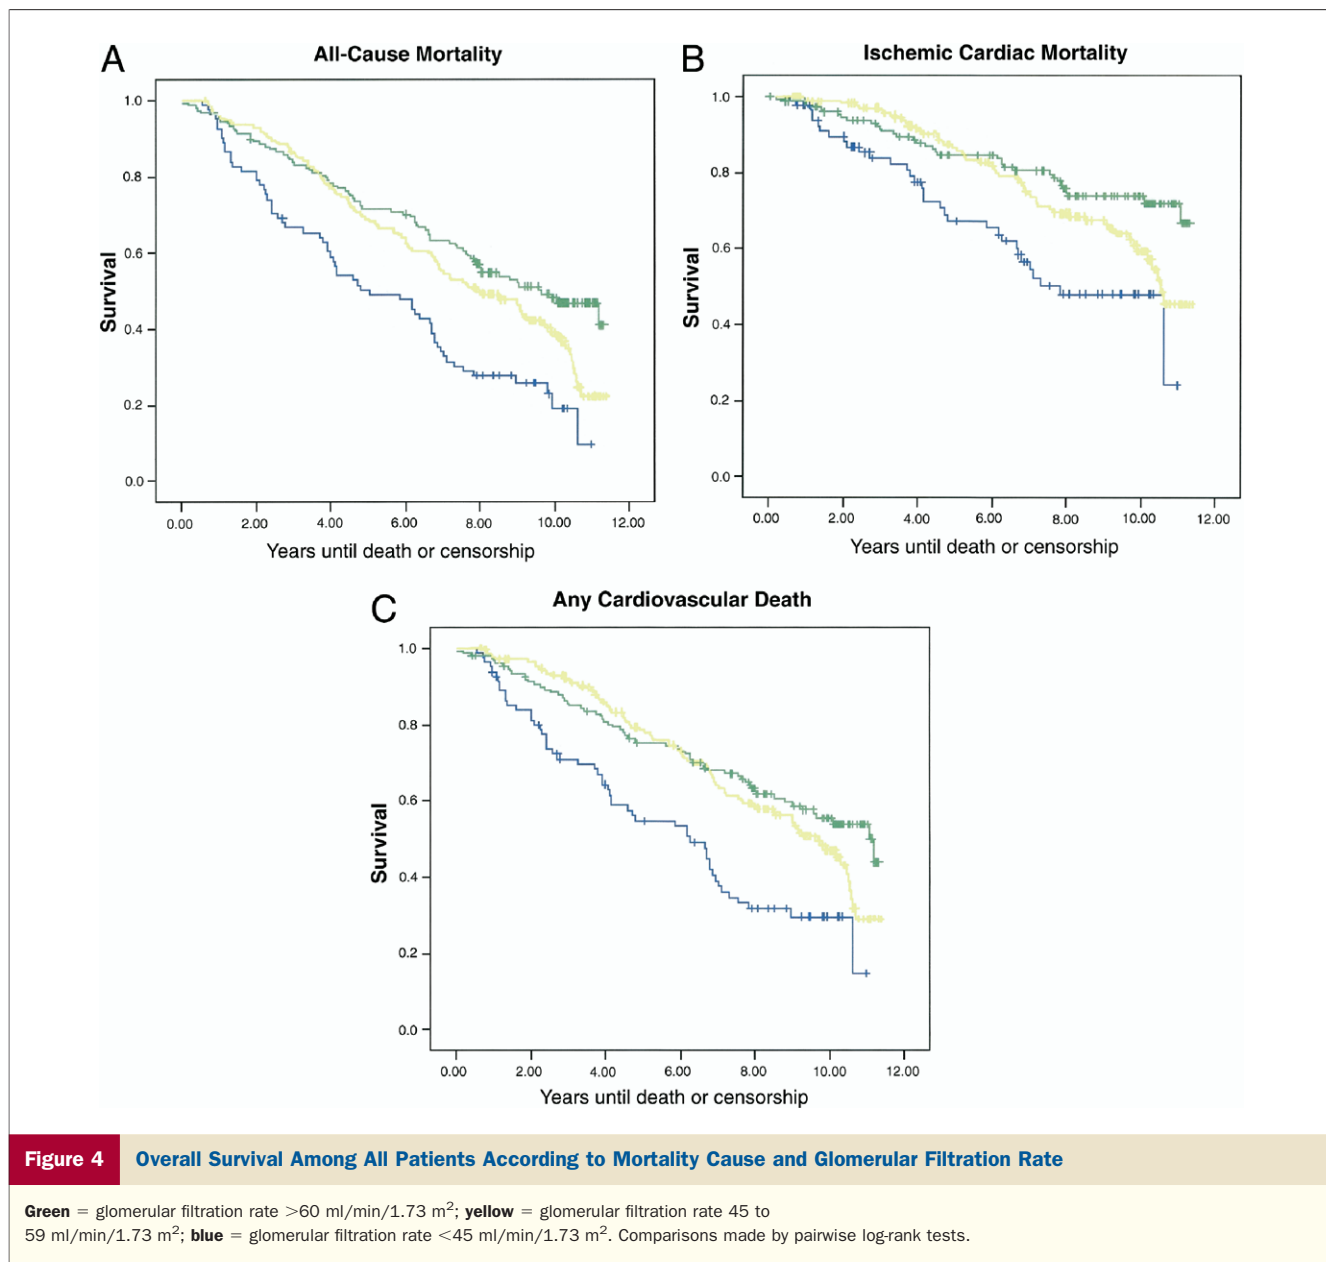 A
All-Cause Mortality
1.0
0.8
0.6
0.4
0.2
0.0
Survival
0.00 2.00 4.00 6.00 8.00 10.00 12.00
Years until death or censorship
B
Ischemic Cardiac Mortality
1.0
0.8
0.6
0.4
0.2
0.0
Survival
0.00 2.00 4.00 6.00 8.00 10.00 12.00
Years until death or censorship
C
Any Cardiovascular Death
1.0
0.8
0.6
0.4
0.2
0.0
Survival
0.00 2.00 4.00 6.00 8.00 10.00 12.00
Years until death or censorship
Figure 4 Overall Survival Among All Patients According to Mortality Cause and Glomerular Filtration Rate
Green = glomerular filtration rate >60 ml/min/1.73 m²; yellow = glomerular filtration rate 45 to
59 ml/min/1.73 m²; blue = glomerular filtration rate <45 ml/min/1.73 m². Comparisons made by pairwise log-rank tests.